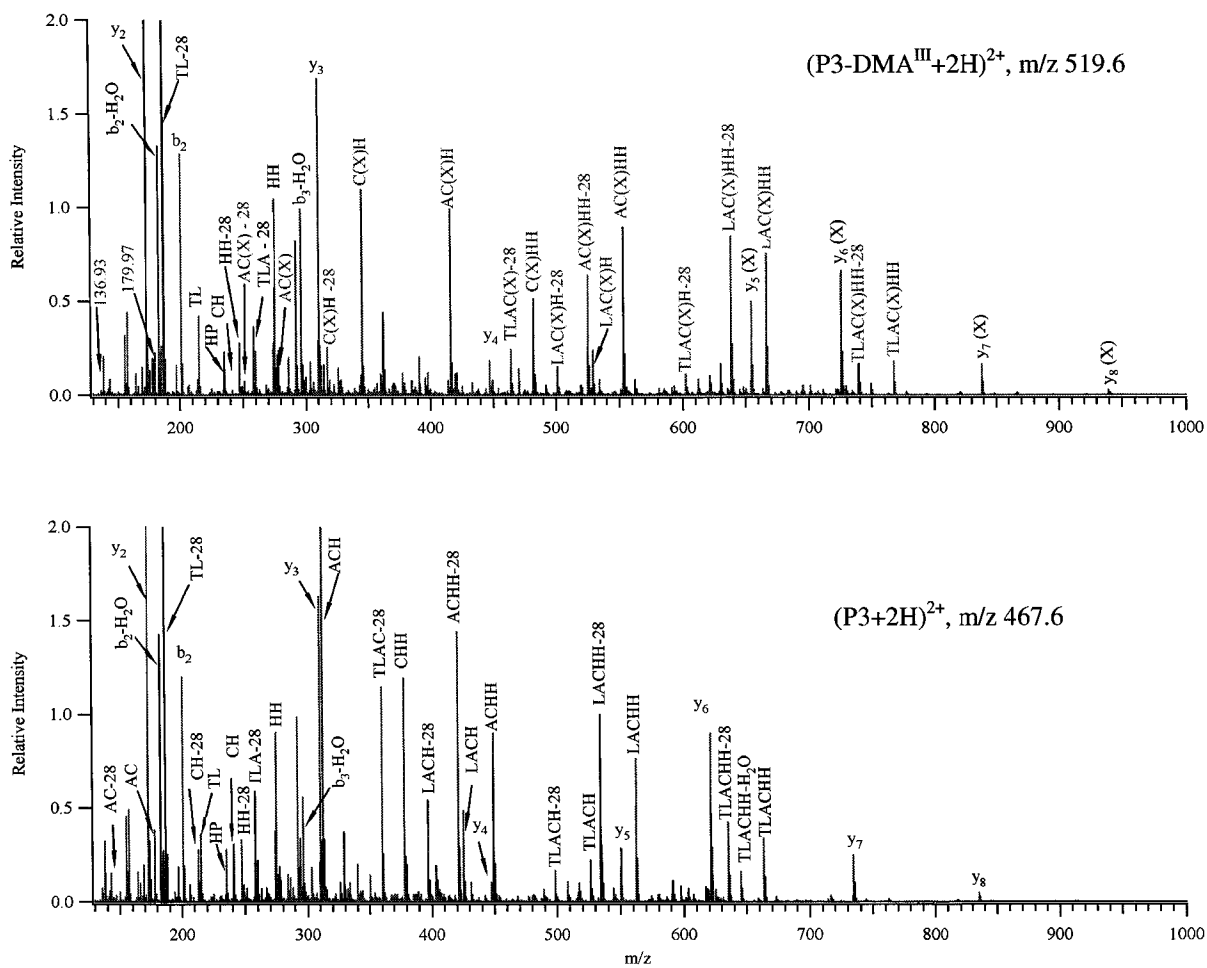 (P3-DMA^III+2H)^2+, m/z 519.6
Relative Intensity
2.0
1.5
1.0
0.5
0.0
y₂
b₂-H₂O
TL-28
b₂
136.93
179.97
TL
HP
CH
HH-28
AC(X) - 28
TLA - 28
HH
AC(X)
b₃-H₂O
y₃
C(X)H -28
C(X)H
AC(X)H
y₄
TLAC(X)-28
C(X)HH
LAC(X)H-28
AC(X)HH-28
LAC(X)H
AC(X)HH
TLAC(X)H-28
LAC(X)HH-28
y₅ (X)
LAC(X)HH
y₆ (X)
TLAC(X)HH-28
TLAC(X)HH
y₇ (X)
y₈ (X)
200 300 400 500 600 700 800 900 1000
(P3+2H)^2+, m/z 467.6
Relative Intensity
2.0
1.5
1.0
0.5
0.0
AC-28
y₂
AC
b₂-H₂O
TL-28
b₂
CH-28
TL
HP
CH
HH-28
TLA-28
HH
y₃
b₃-H₂O
ACH
TLAC-28
CHH
LACH-28
ACHH-28
LACH
y₄
ACHH
TLACH-28
TLACH
LACHH-28
y₅
LACHH
y₆
TLACHH-28
TLACHH-H₂O
TLACHH
y₇
y₈
200 300 400 500 600 700 800 900 1000
m/z